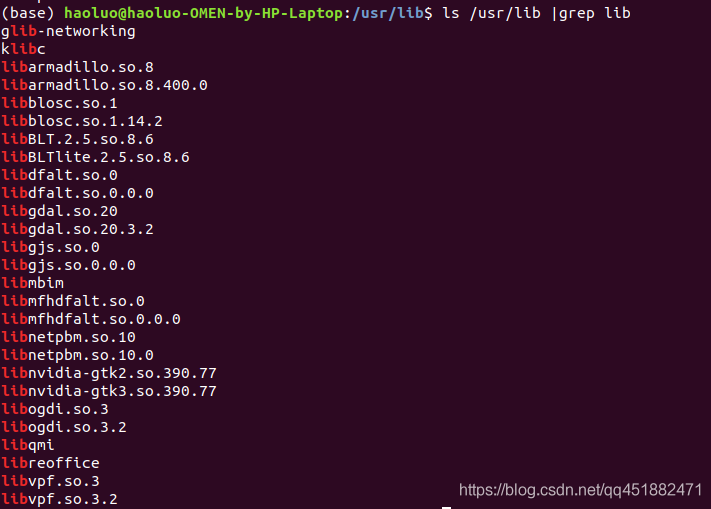 (base) haoluo@haoluo-OMEN-by-HP-Laptop:/usr/lib$ ls /usr/lib |grep lib
glib-networking
klibc
libarmadillo.so.8
libarmadillo.so.8.400.0
libblosc.so.1
libblosc.so.1.14.2
libBLT.2.5.so.8.6
libBLTlite.2.5.so.8.6
libdfalt.so.0
libdfalt.so.0.0.0
libgdal.so.20
libgdal.so.20.3.2
libgjs.so.0
libgjs.so.0.0.0
libmbim
libmfhdfalt.so.0
libmfhdfalt.so.0.0.0
libnetpbm.so.10
libnetpbm.so.10.0
libnvidia-gtk2.so.390.77
libnvidia-gtk3.so.390.77
libogdi.so.3
libogdi.so.3.2
libqmi
libreoffice
libvpf.so.3
libvpf.so.3.2
https://blog.csdn.net/qq451882471